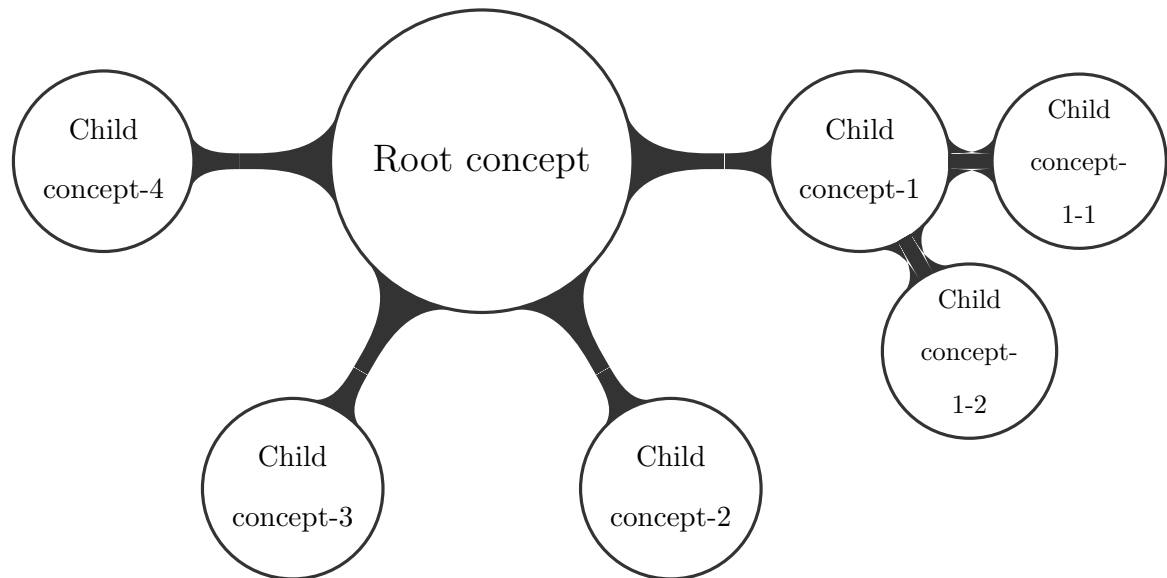 Child
concept-4
Root concept
Child
concept-1
Child
concept-
1-1
Child
concept-
1-2
Child
concept-3
Child
concept-2